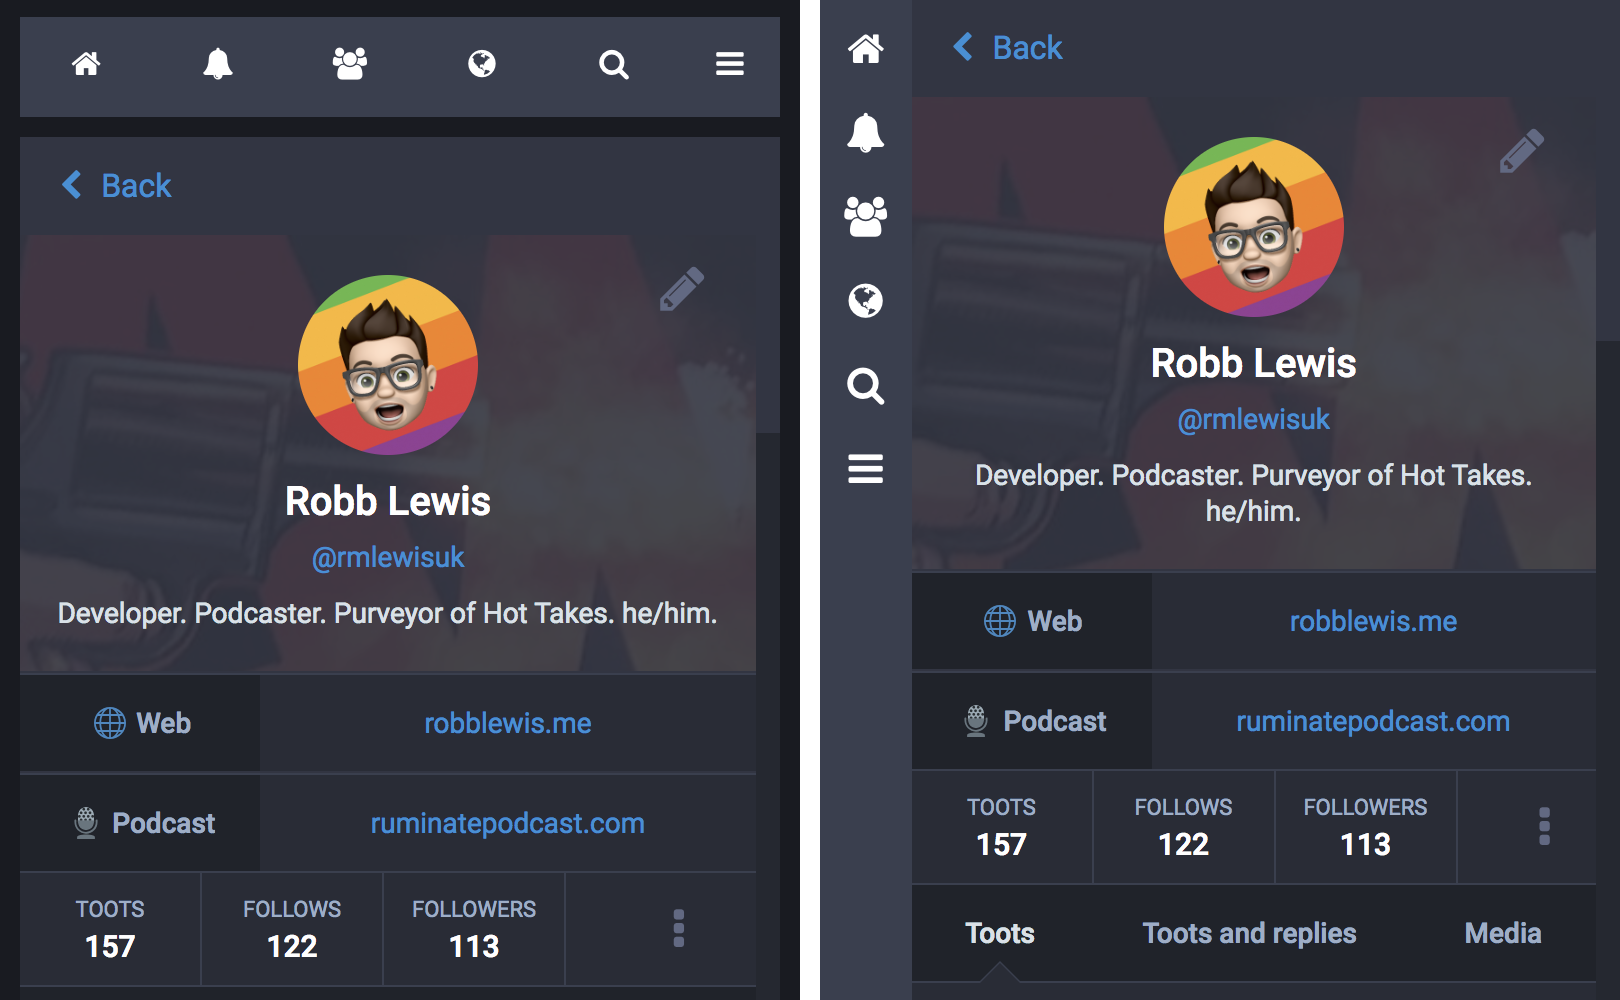 Back
Robb Lewis
@rmlewisuk
Developer. Podcaster. Purveyor of Hot Takes. he/him.
Web
robblewis.me
Podcast
ruminatepodcast.com
TOOTS
157
FOLLOWS
122
FOLLOWERS
113
Back
Robb Lewis
@rmlewisuk
Developer. Podcaster. Purveyor of Hot Takes.
he/him.
Web
robblewis.me
Podcast
ruminatepodcast.com
TOOTS
157
FOLLOWS
122
FOLLOWERS
113
Toots
Toots and replies
Media